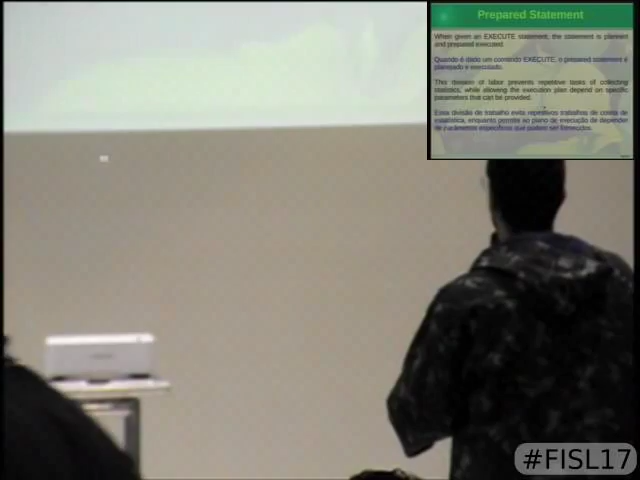 Prepared Statement
When given an EXECUTE statement, the statement is planned
and prepared executed.
Quando é dado um comando EXECUTE, o prepared statement é
planejado e executado.
This division of labor prevents repetitive tasks of collecting
statistics, while allowing the execution plan depend on specific
parameters that can be provided.
Essa divisão de trabalho evita repetitivos trabalhos de coleta de
estatística, enquanto permite ao plano de execução de depender
de parâmetros específicos que podem ser fornecidos.
#FISL17